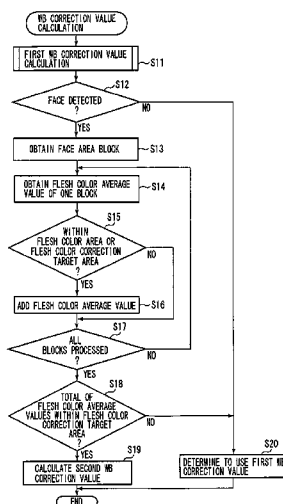 WB CORRECTION VALUE
CALCULATION
FIRST WB CORRECTION VALUE
CALCULATION
S11
S12
FACE DETECTED
?
NO
YES
OBTAIN FACE AREA BLOCK
S13
OBTAIN FLESH COLOR AVERAGE
VALUE OF ONE BLOCK
S14
S15
WITHIN
FLESH COLOR AREA OR
FLESH COLOR CORRECTION
TARGET AREA
?
NO
YES
ADD FLESH COLOR AVERAGE VALUE
S16
S17
ALL
BLOCKS PROCESSED
?
NO
YES
S18
TOTAL OF
FLESH COLOR AVERAGE
VALUES WITHIN FLESH COLOR
CORRECTION TARGET
AREA
?
NO
YES
S19
CALCULATE SECOND WB
CORRECTION VALUE
S20
DETERMINE TO USE FIRST WB
CORRECTION VALUE
END